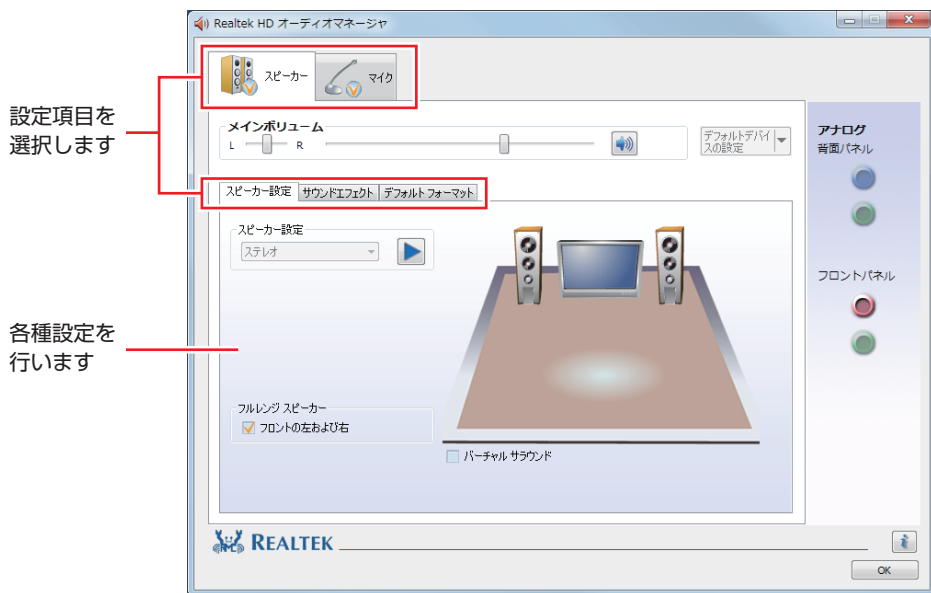 Realtek HD オーディオマネージャ
スピーカー
マイク
設定項目を
選択します
メインボリューム
L
R
デフォルトデバイ
スの設定
アナログ
背面パネル
スピーカー設定
サウンドエフェクト
デフォルト フォーマット
スピーカー設定
ステレオ
フロントパネル
各種設定を
行います
フルレンジ スピーカー
フロントの左および右
バーチャル サラウンド
REALTEK
i
OK